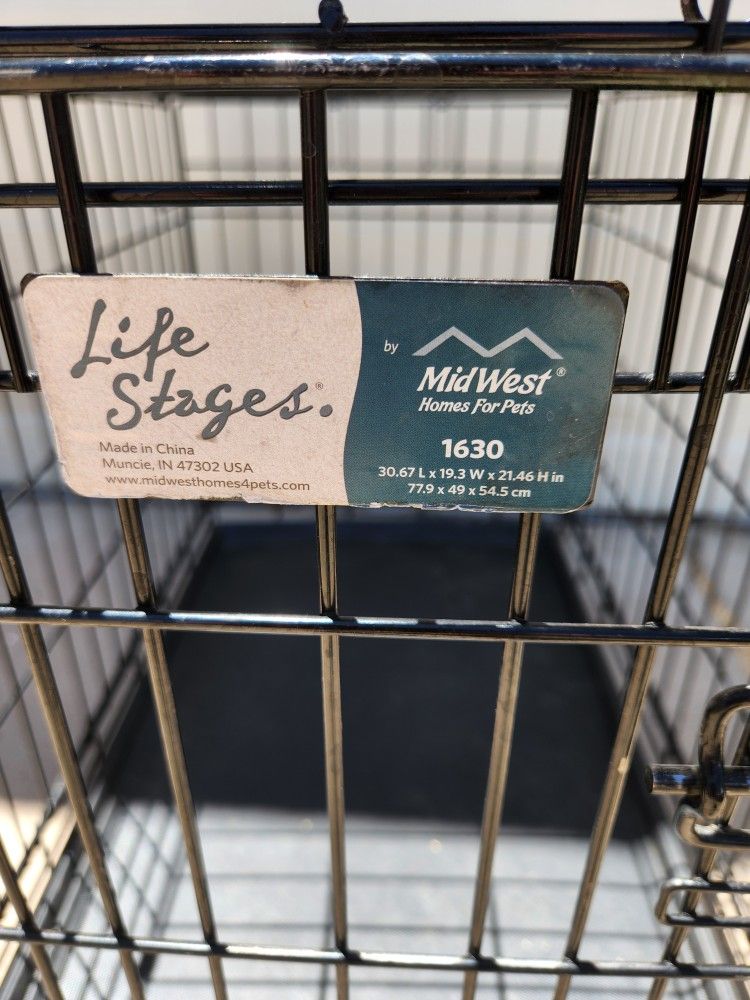 Life
Stages®.
Made in China
Muncie, IN 47302 USA
www.midwesthomes4pets.com
by
MidWest®
Homes For Pets
1630
30.67 L x 19.3 W x 21.46 H in
77.9 x 49 x 54.5 cm